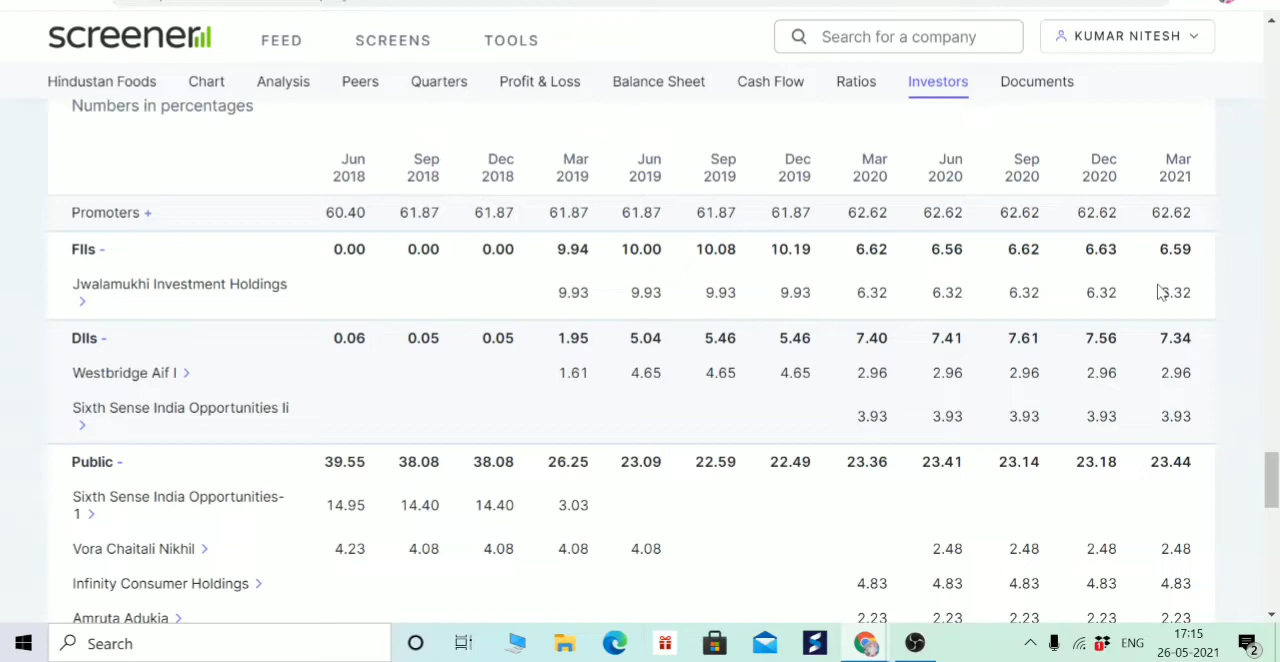 screener
FEED
SCREENS
TOOLS
Search for a company
KUMAR NITESH
Hindustan Foods Chart Analysis Peers Quarters Profit & Loss Balance Sheet Cash Flow Ratios Investors Documents
Numbers in percentages
Jun 2018 Sep 2018 Dec 2018 Mar 2019 Jun 2019 Sep 2019 Dec 2019 Mar 2020 Jun 2020 Sep 2020 Dec 2020 Mar 2021
Promoters + 60.40 61.87 61.87 61.87 61.87 61.87 61.87 62.62 62.62 62.62 62.62 62.62
FIIs - 0.00 0.00 0.00 9.94 10.00 10.08 10.19 6.62 6.56 6.62 6.63 6.59
Jwalamukhi Investment Holdings > 9.93 9.93 9.93 9.93 6.32 6.32 6.32 6.32 6.32
DIIs - 0.06 0.05 0.05 1.95 5.04 5.46 5.46 7.40 7.41 7.61 7.56 7.34
Westbridge Aif I > 1.61 4.65 4.65 4.65 2.96 2.96 2.96 2.96 2.96
Sixth Sense India Opportunities Ii > 3.93 3.93 3.93 3.93 3.93
Public - 39.55 38.08 38.08 26.25 23.09 22.59 22.49 23.36 23.41 23.14 23.18 23.44
Sixth Sense India Opportunities-1 > 14.95 14.40 14.40 3.03
Vora Chaitali Nikhil > 4.23 4.08 4.08 4.08 4.08 2.48 2.48 2.48 2.48
Infinity Consumer Holdings > 4.83 4.83 4.83 4.83 4.83
Amruta Adukia > 2.23 2.23 2.23 2.23 2.23
Search
ENG
17:15
26-05-2021
2